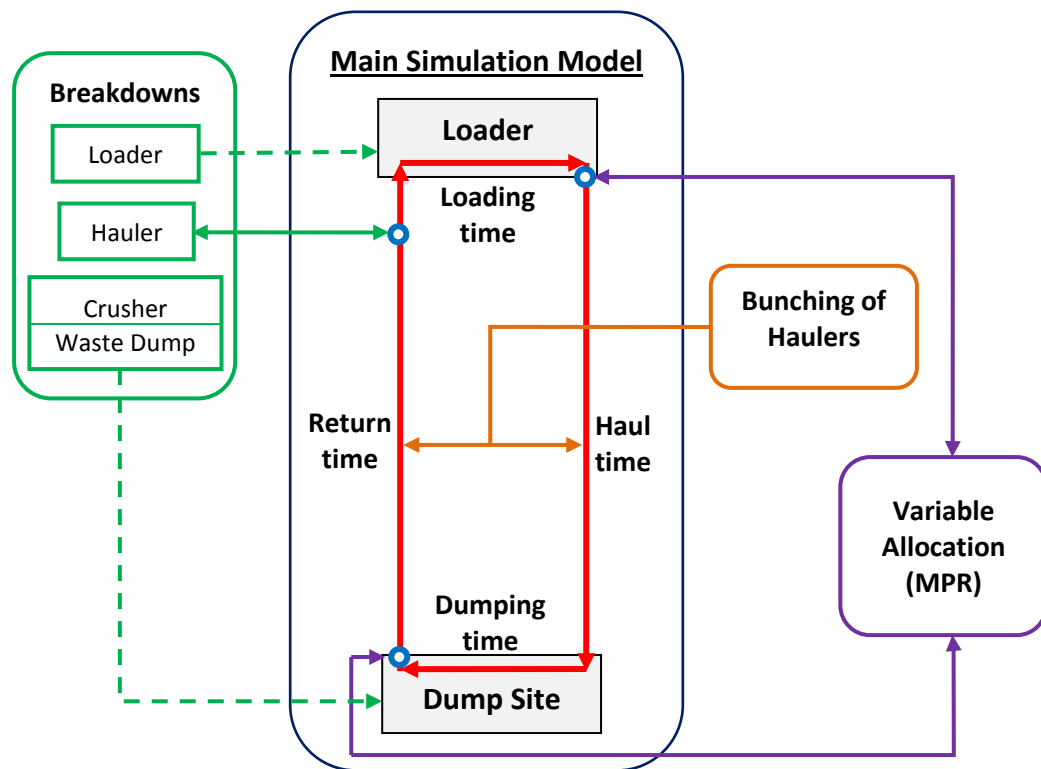 Main Simulation Model
Breakdowns
Loader
Hauler
Crusher
Waste Dump
Loader
Loading
time
Return
time
Haul
time
Dumping
time
Dump Site
Bunching of
Haulers
Variable
Allocation
(MPR)